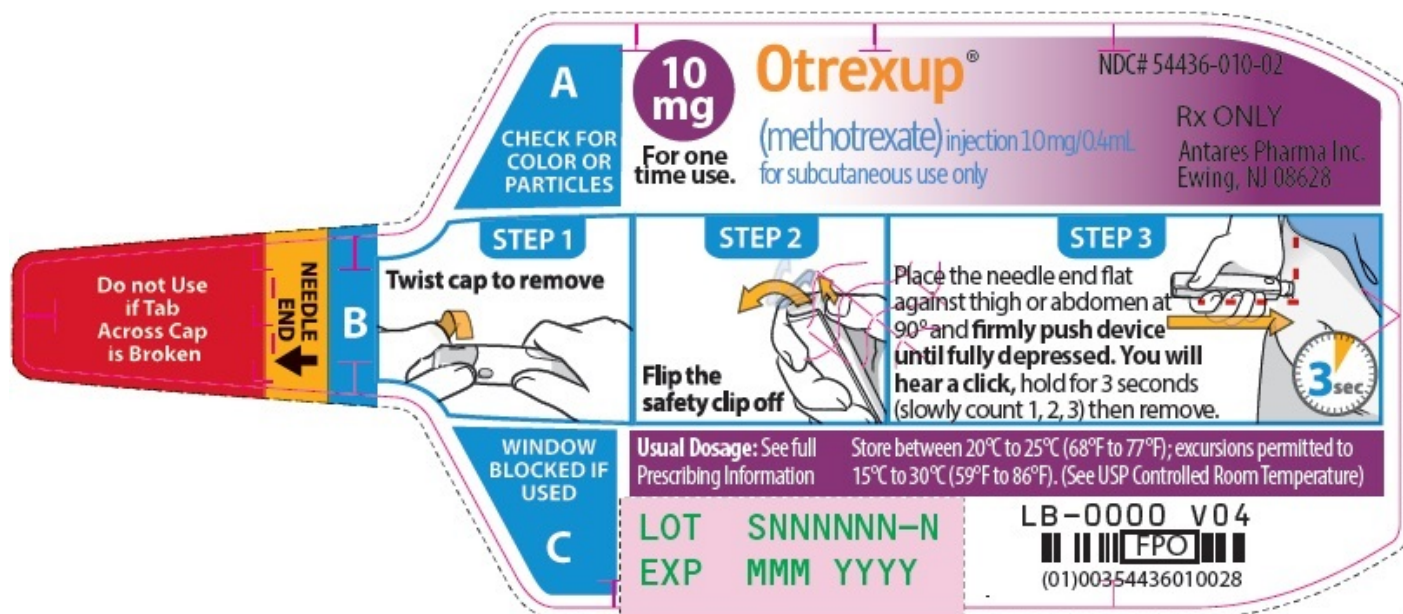 A
CHECK FOR
COLOR OR
PARTICLES
10
mg
For one
time use.
Otrexup®
(methotrexate) injection 10 mg/0.4mL
for subcutaneous use only
NDC# 54436-010-02
Rx ONLY
Antares Pharma Inc.
Ewing, NJ 08628
Do not Use
if Tab
Across Cap
is Broken
NEEDLE
END
B
STEP 1
Twist cap to remove
STEP 2
Flip the
safety clip off
STEP 3
Place the needle end flat
against thigh or abdomen at
90° and firmly push device
until fully depressed. You will
hear a click, hold for 3 seconds
(slowly count 1, 2, 3) then remove.
3 sec
WINDOW
BLOCKED IF
USED
C
Usual Dosage: See full
Prescribing Information
Store between 20°C to 25°C (68°F to 77°F); excursions permitted to
15°C to 30°C (59°F to 86°F). (See USP Controlled Room Temperature)
LOT SNNNNNN-N
EXP MMM YYYY
LB-0000 V04
FPO
(01)00354436010028